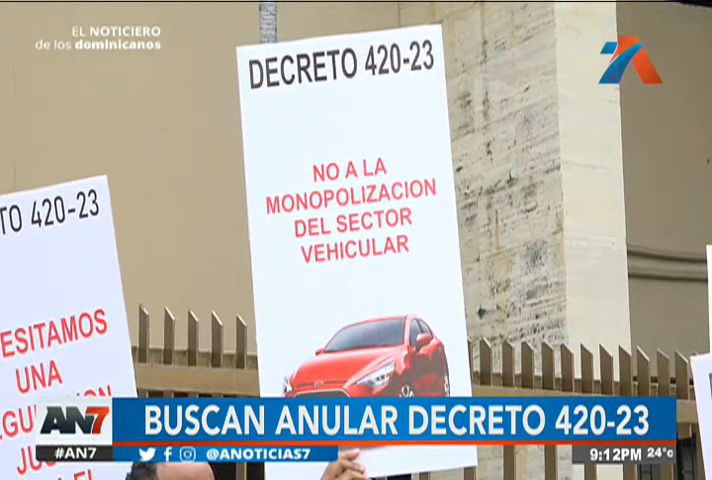 EL NOTICIERO
de los dominicanos
DECRETO 420-23
NO A LA
MONOPOLIZACION
DEL SECTOR
VEHICULAR
TO 420-23
ESITAMOS
UNA
AN7
BUSCAN ANULAR DECRETO 420-23
#AN7
@ANOTICIAS7
9:12PM 24°c